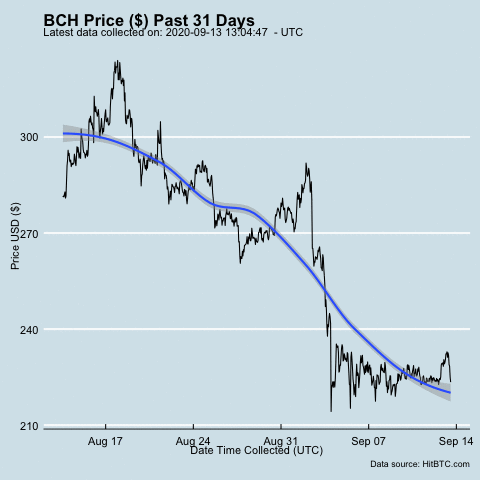 BCH Price ($) Past 31 Days
Latest data collected on: 2020-09-13 13:04:47 - UTC
Price USD ($)
300
270
240
210
Aug 17 Aug 24 Aug 31 Sep 07 Sep 14
Date Time Collected (UTC)
Data source: HitBTC.com